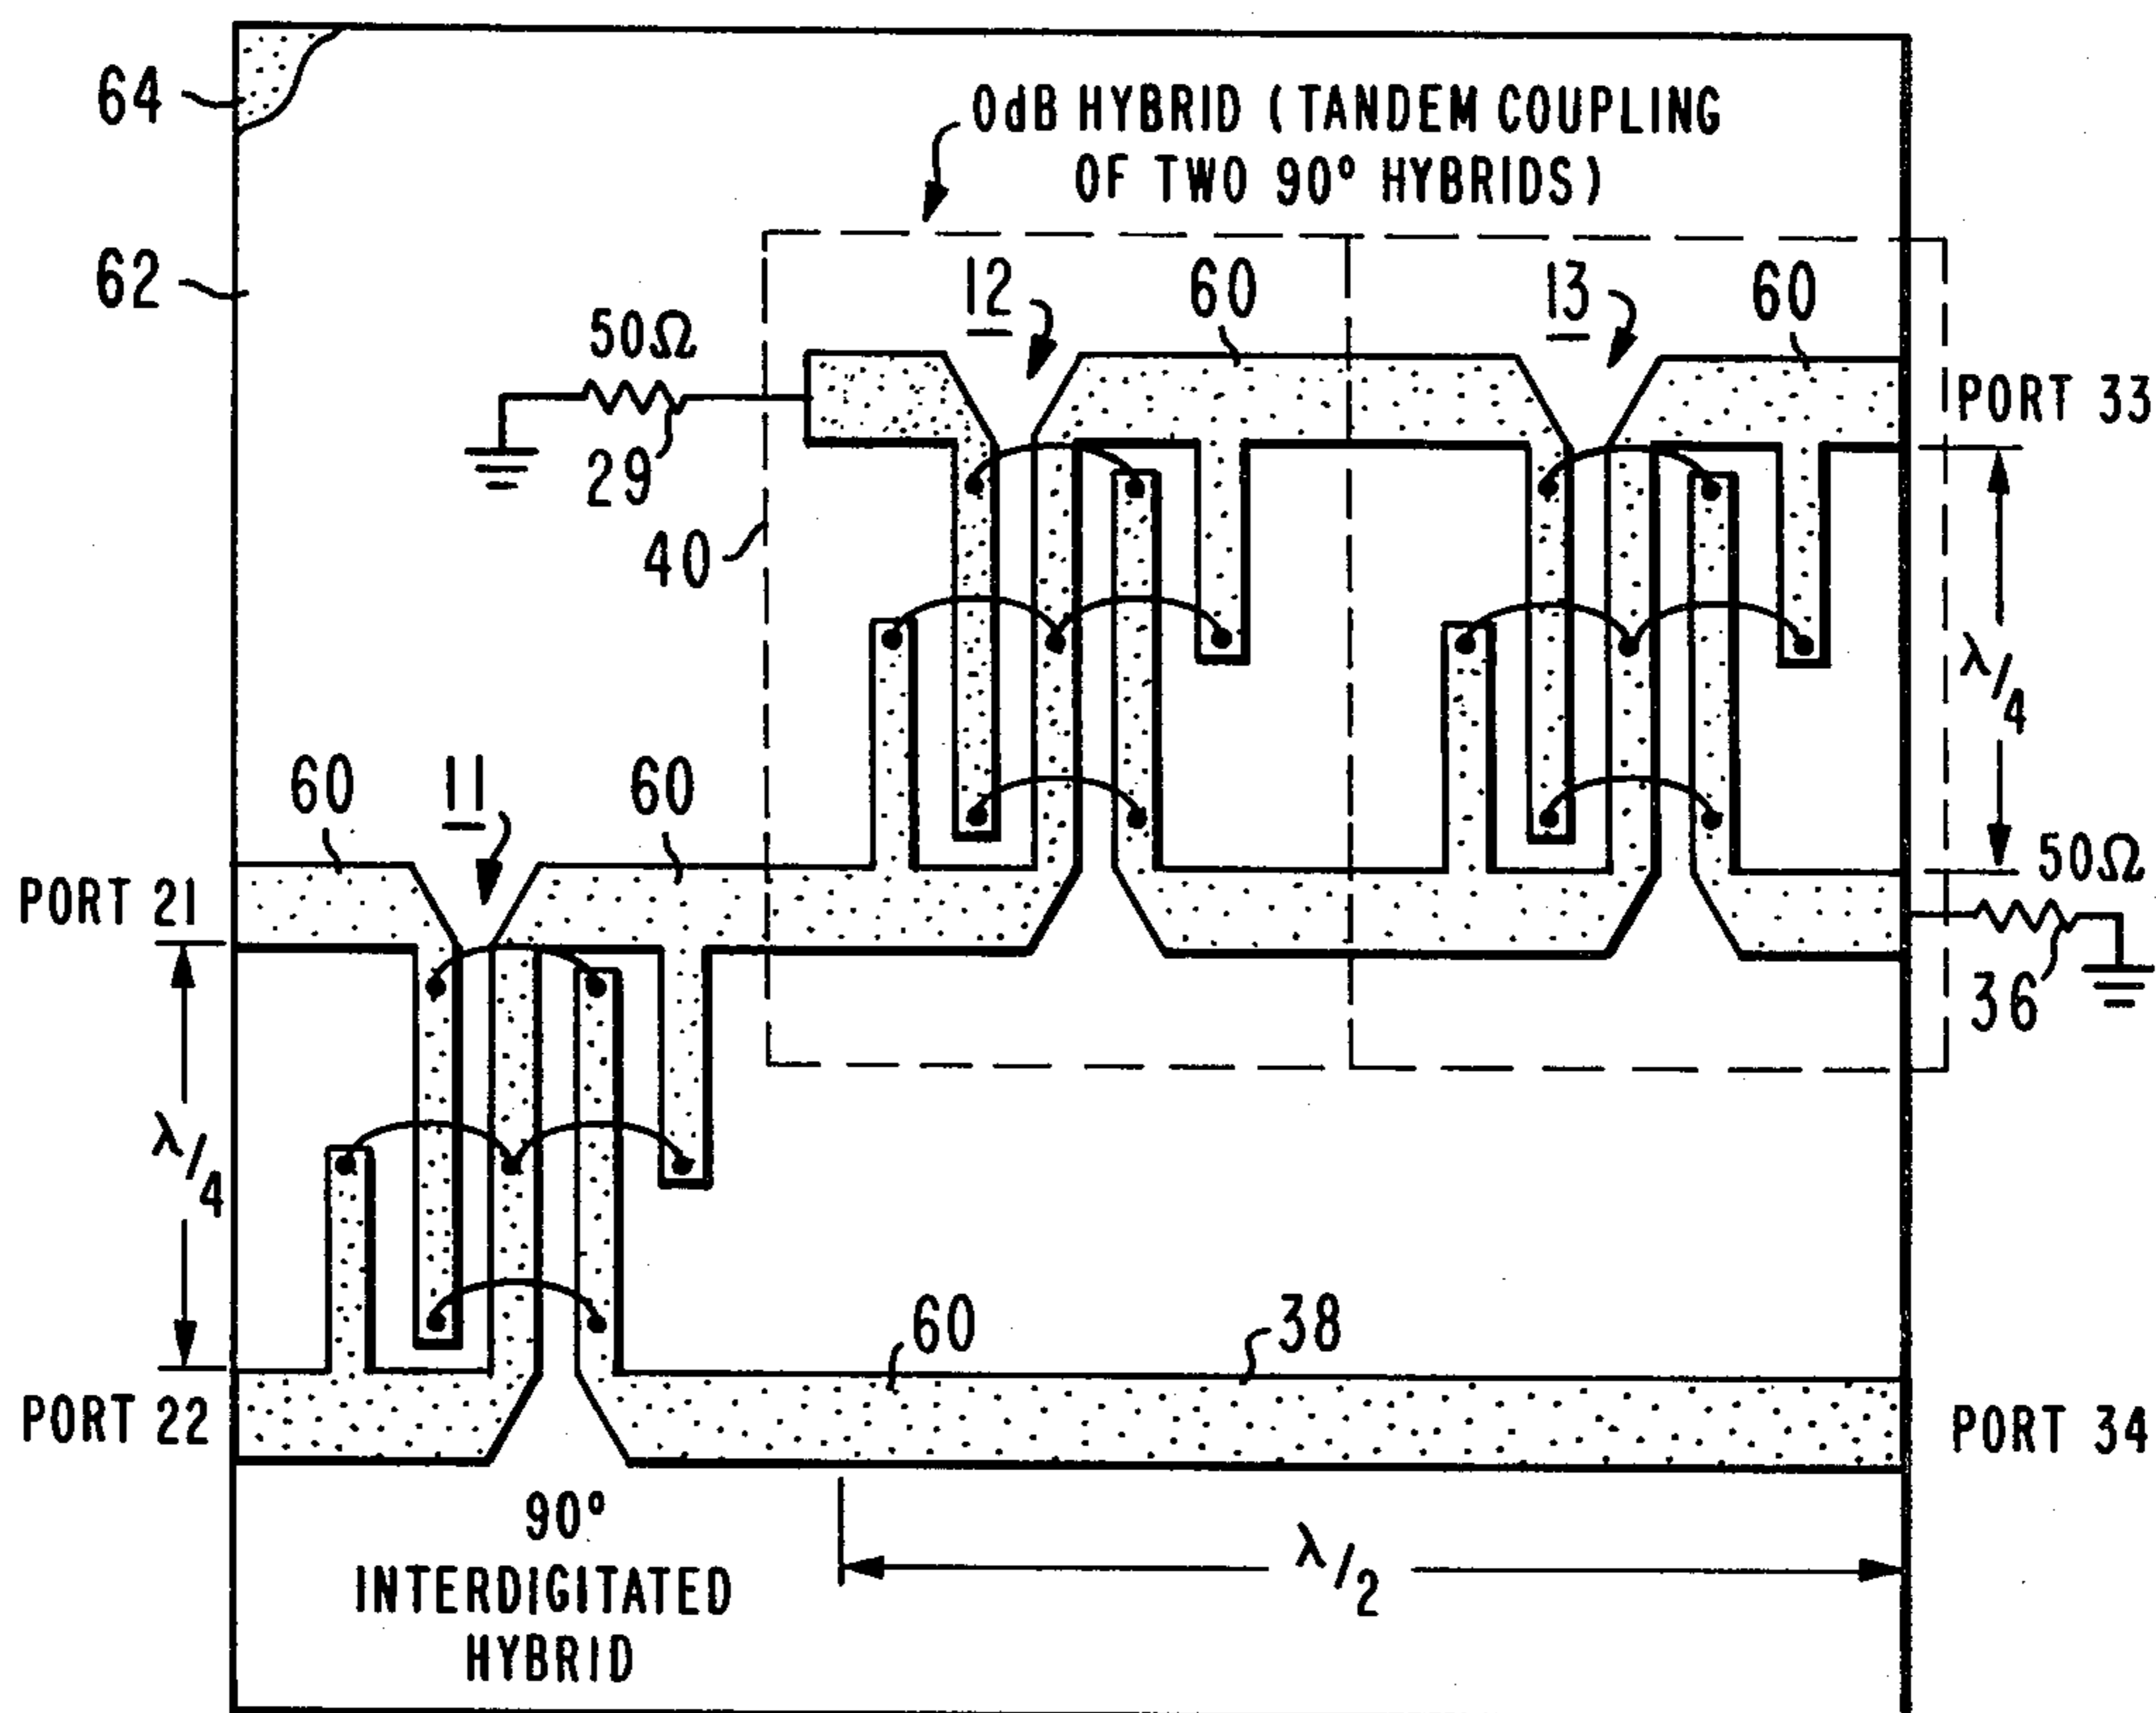 64
0dB HYBRID (TANDEM COUPLING
OF TWO 90° HYBRIDS)
62
12
60
13
60
50Ω
PORT 33
29
40
λ/4
60
11
60
50Ω
PORT 21
36
λ/4
60
38
PORT 22
PORT 34
90°
INTERDIGITATED
HYBRID
λ/2